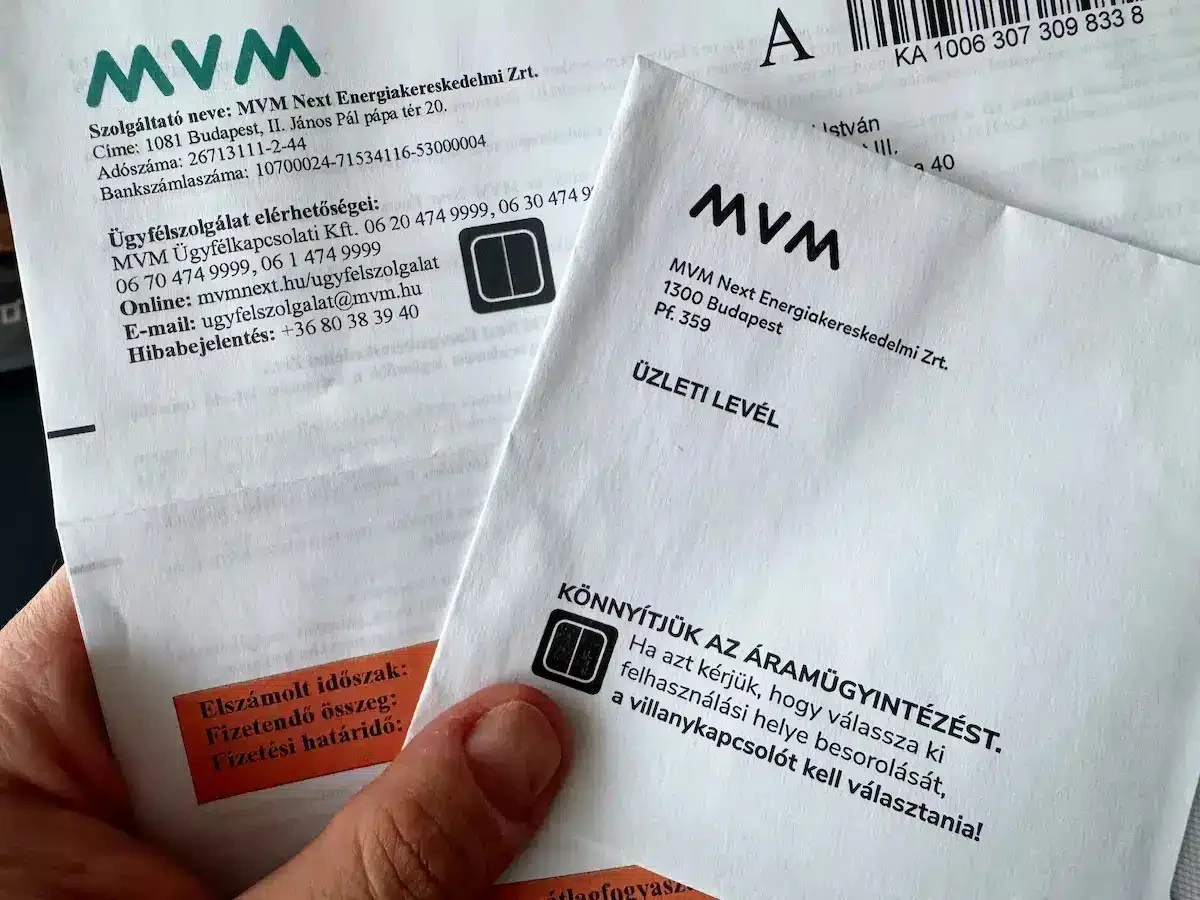 MVM
Szolgáltató neve: MVM Next Energiakereskedelmi Zrt.
Címe: 1081 Budapest, II. János Pál pápa tér 20.
Adószáma: 26713111-2-44
Bankszámlaszáma: 10700024-71534116-53000004
Ügyfélszolgálat elérhetőségei:
MVM Ügyfélkapcsolati Kft. 06 20 474 9999, 06 30 474 9
06 70 474 9999, 06 1 474 9999
Online: mvmnext.hu/ugyfelszolgalat
E-mail: ugyfelszolgalat@mvm.hu
Hibabejelentés: +36 80 38 39 40
Elszámolt időszak:
Fizetendő összeg:
Fizetési határidő:
A
KA 1006 307 309 833 8
István
III.
40
MVM
MVM Next Energiakereskedelmi Zrt.
1300 Budapest
Pf. 359
ÜZLETI LEVÉL
KÖNNYÍTJÜK AZ ÁRAMÜGYINTÉZÉST.
Ha azt kérjük, hogy válassza ki
felhasználási helye besorolását,
a villanykapcsolót kell választania!